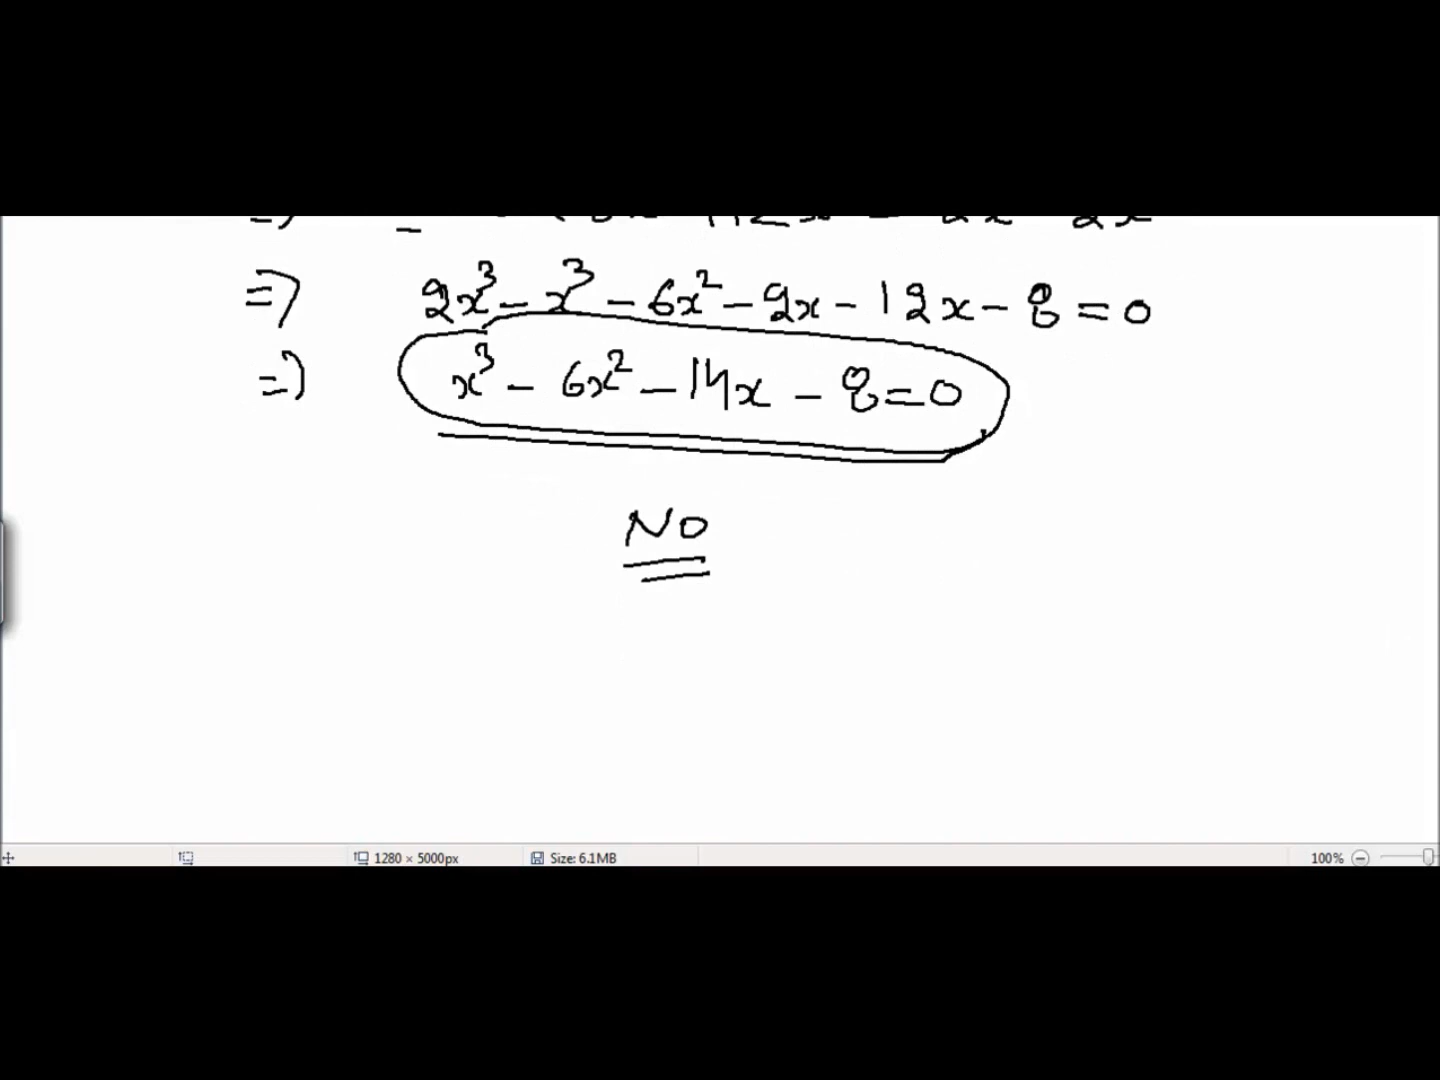 => 2x³ - x³ - 6x² - 2x - 12x - 8 = 0
=> x³ - 6x² - 14x - 8 = 0
NO
1280 × 5000px Size: 6.1MB 100%